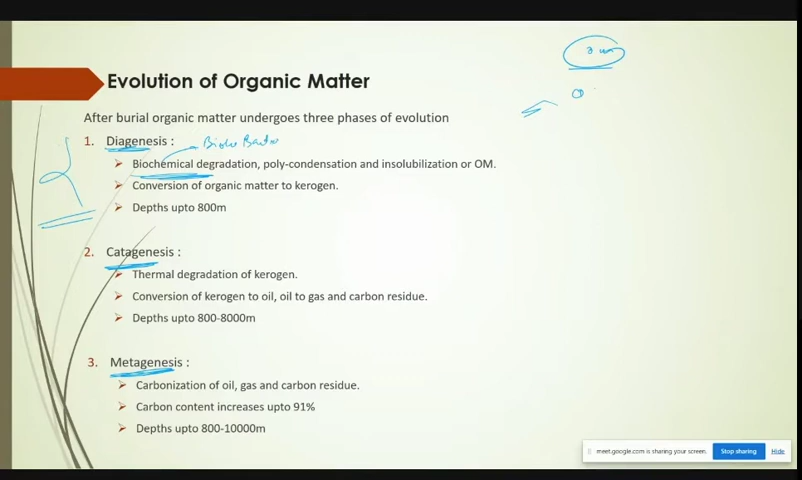 Evolution of Organic Matter
After burial organic matter undergoes three phases of evolution
1. Diagenesis :
Biochemical degradation, poly-condensation and insolubilization or OM.
Conversion of organic matter to kerogen.
Depths upto 800m
2. Catagenesis :
Thermal degradation of kerogen.
Conversion of kerogen to oil, oil to gas and carbon residue.
Depths upto 800-8000m
3. Metagenesis :
Carbonization of oil, gas and carbon residue.
Carbon content increases upto 91%
Depths upto 800-10000m
meet.google.com is sharing your screen. Stop sharing Hide